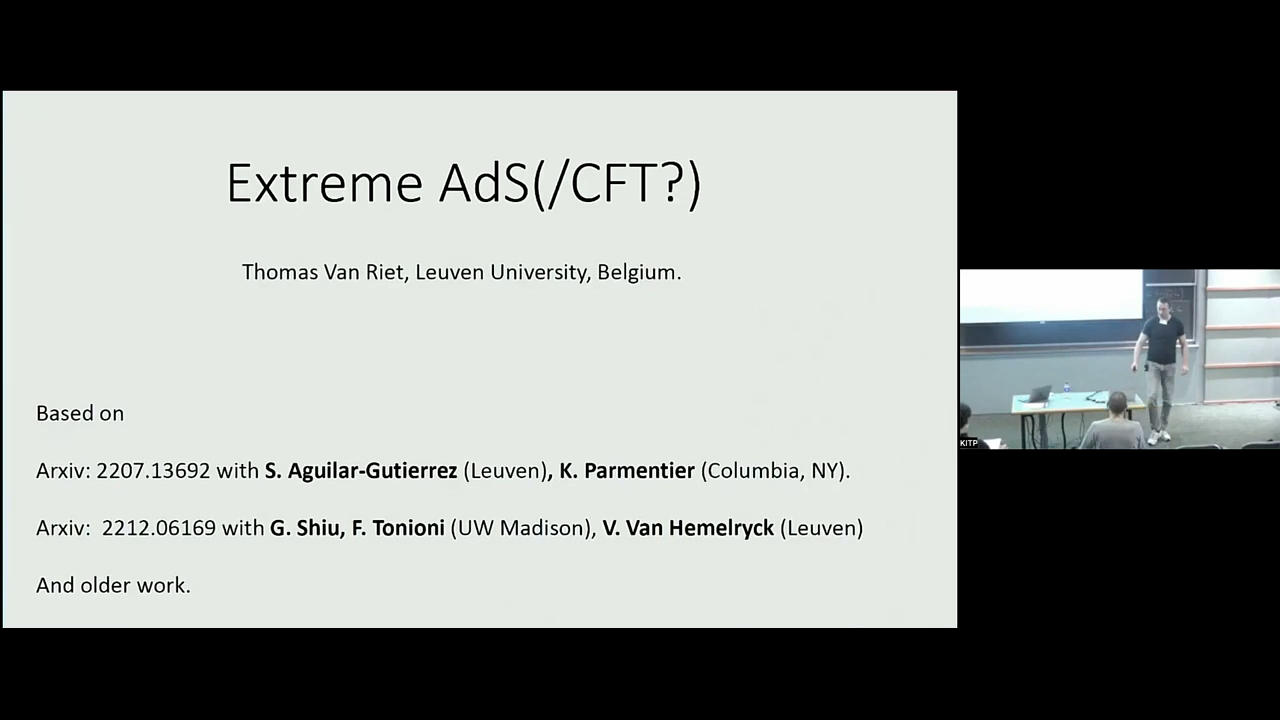 Extreme AdS(/CFT?)
Thomas Van Riet, Leuven University, Belgium.
Based on
Arxiv: 2207.13692 with S. Aguilar-Gutierrez (Leuven), K. Parmentier (Columbia, NY).
Arxiv:  2212.06169 with G. Shiu, F. Tonioni (UW Madison), V. Van Hemelryck (Leuven)
And older work.
KITP